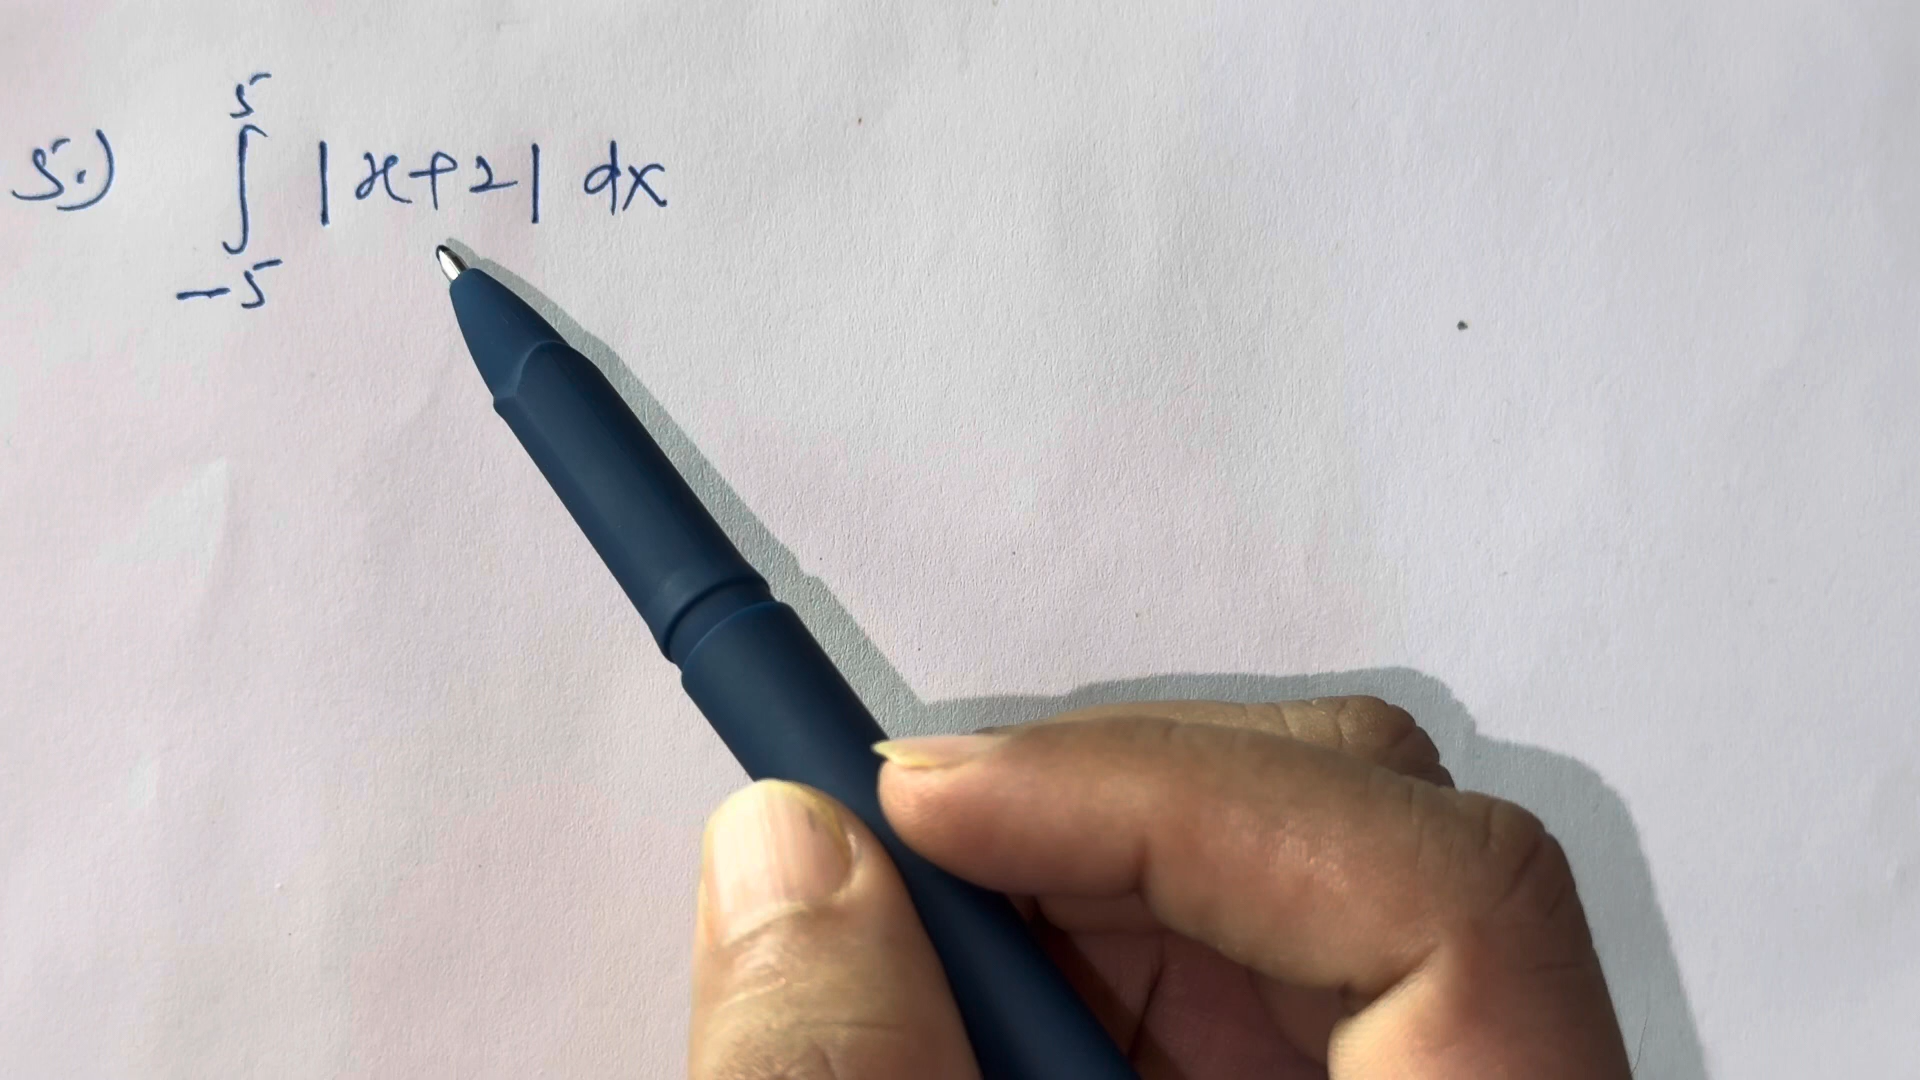 5.) ∫_{-5}^{5} |x+2| dx